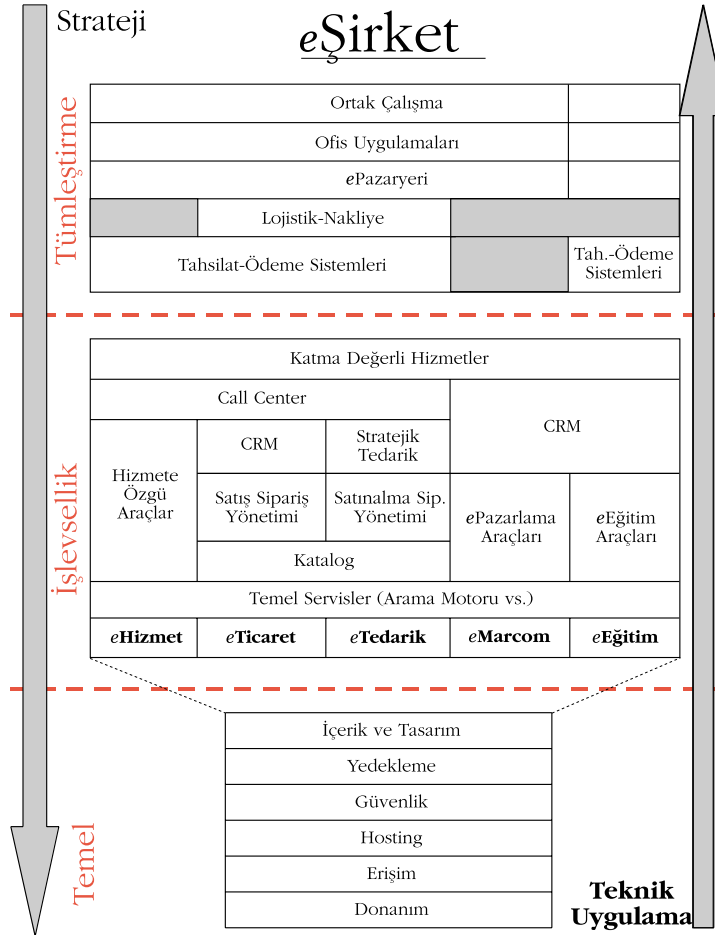 Strateji
eŞirket
Tümleştirme
Ortak Çalışma
Ofis Uygulamaları
ePazaryeri
Lojistik-Nakliye
Tahsilat-Ödeme Sistemleri
Tah.-Ödeme
Sistemleri
İşlevsellik
Katma Değerli Hizmetler
Call Center
CRM
Hizmete
Özgü
Araçlar
CRM
Stratejik
Tedarik
Satış Sipariş
Yönetimi
Satınalma Sip.
Yönetimi
ePazarlama
Araçları
eEğitim
Araçları
Katalog
Temel Servisler (Arama Motoru vs.)
eHizmet
eTicaret
eTedarik
eMarcom
eEğitim
Temel
İçerik ve Tasarım
Yedekleme
Güvenlik
Hosting
Erişim
Donanım
Teknik
Uygulama